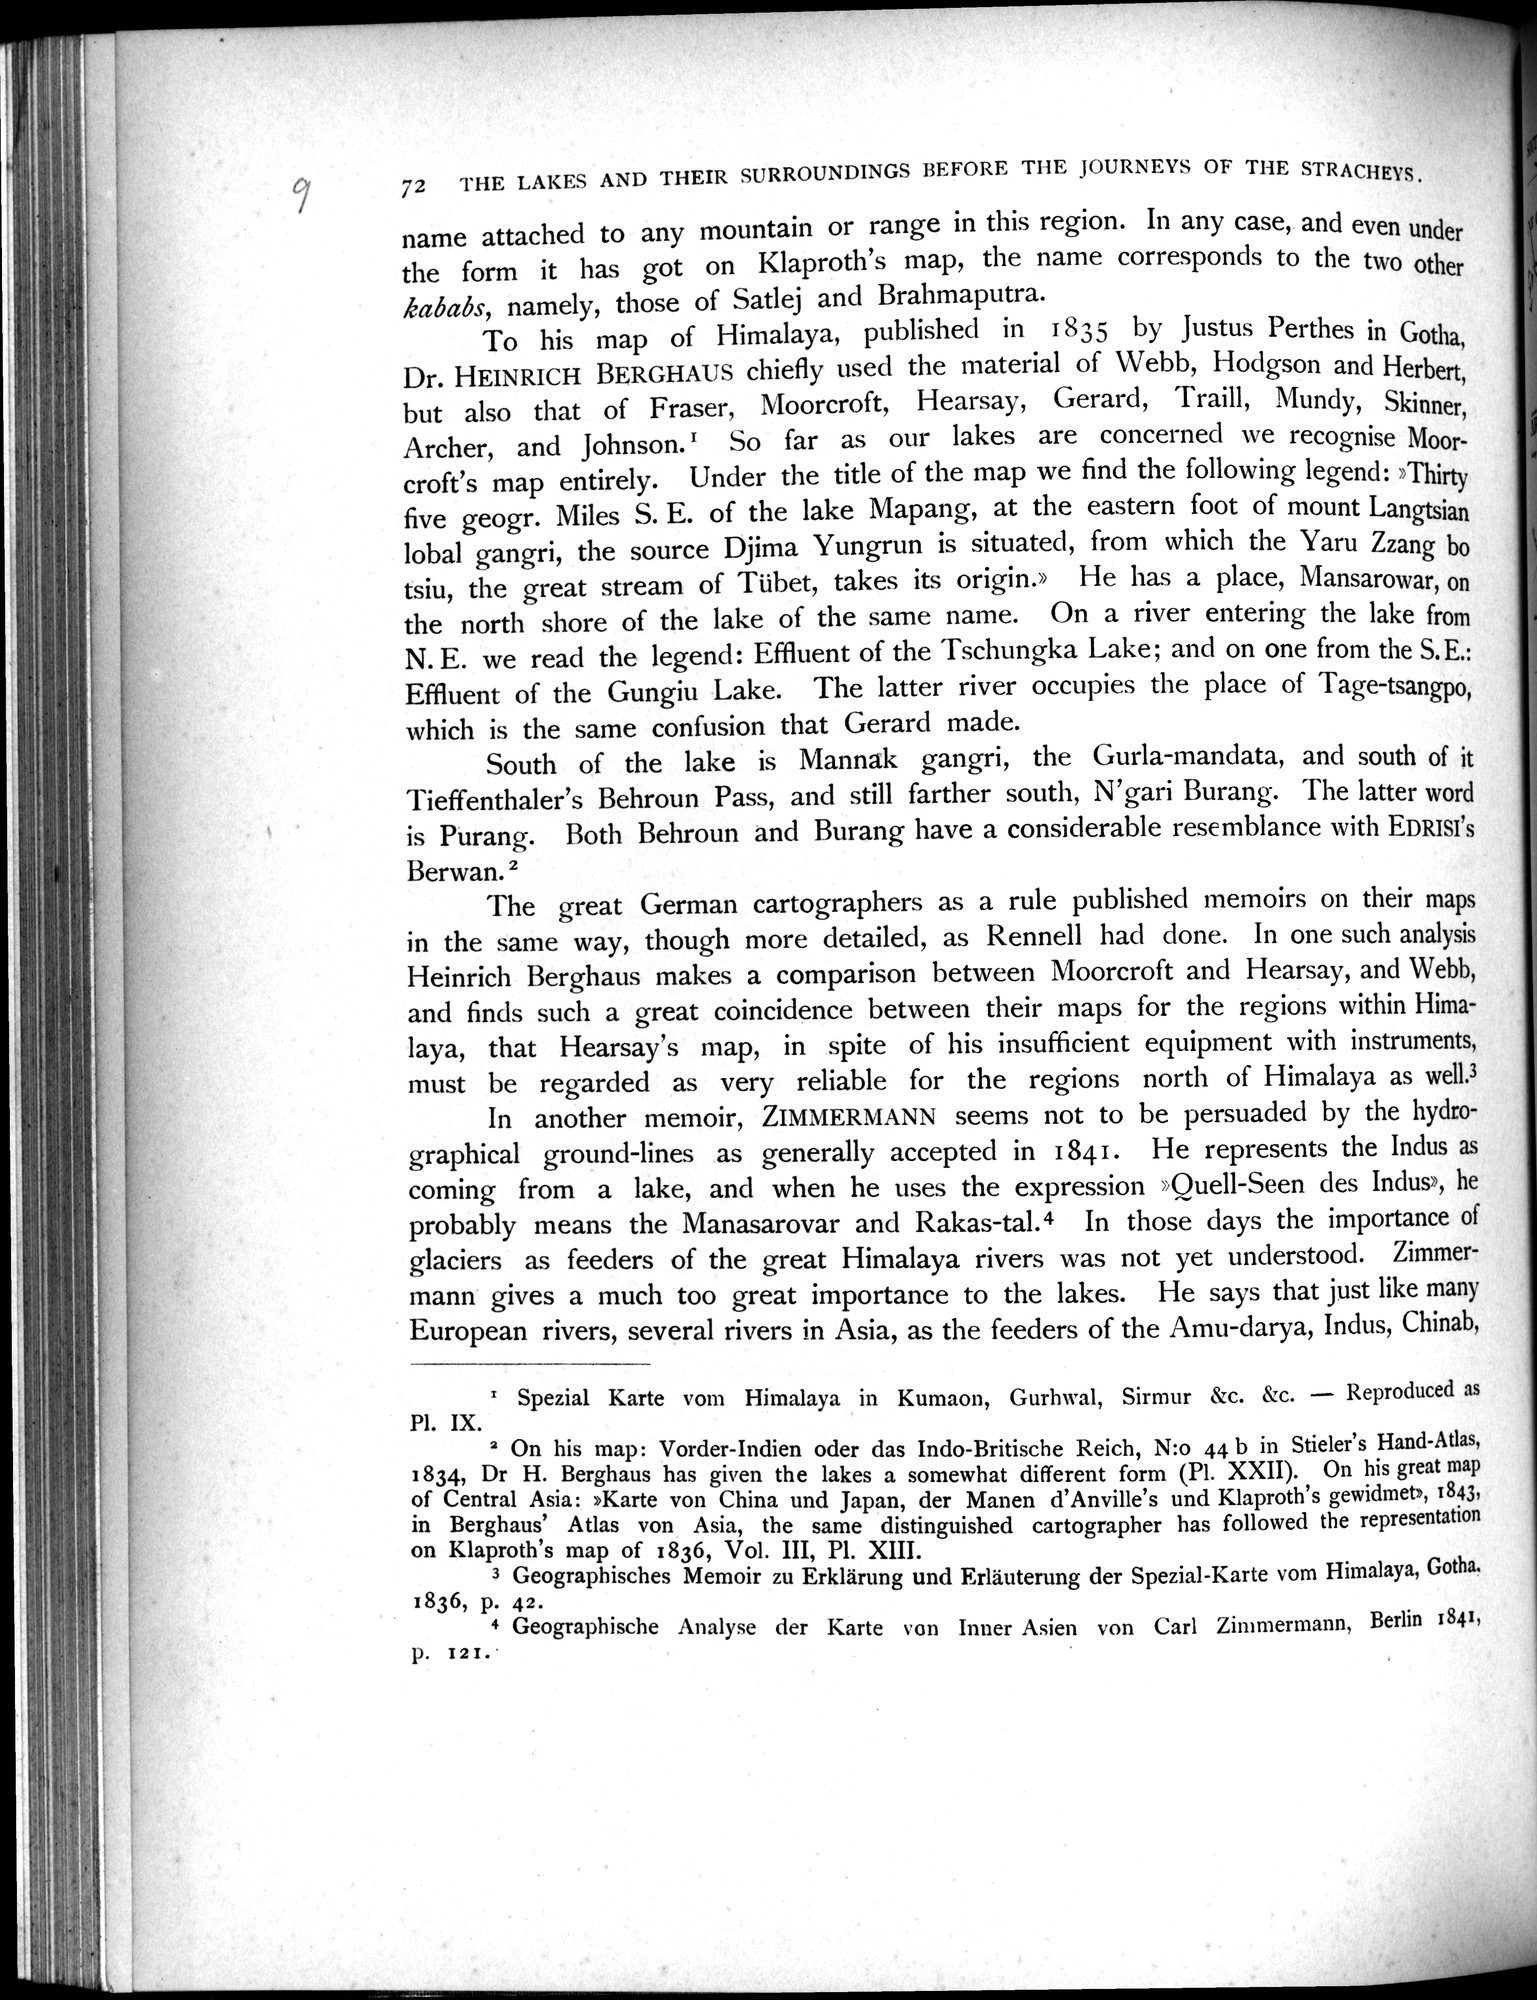 9
72 THE LAKES AND THEIR SURROUNDINGS BEFORE THE JOURNEYS OF THE STRACHEYS.
name attached to any mountain or range in this region. In any case, and even under
the form it has got on Klaproth's map, the name corresponds to the two other
kababs, namely, those of Satlej and Brahmaputra.
To his map of Himalaya, published in 1835 by Justus Perthes in Gotha,
Dr. HEINRICH BERGHAUS chiefly used the material of Webb, Hodgson and Herbert,
but also that of Fraser, Moorcroft, Hearsay, Gerard, Traill, Mundy, Skinner,
Archer, and Johnson.¹ So far as our lakes are concerned we recognise Moor-
croft's map entirely. Under the title of the map we find the following legend: »Thirty
five geogr. Miles S. E. of the lake Mapang, at the eastern foot of mount Langtsian
lobal gangri, the source Djima Yungrun is situated, from which the Yaru Zzang bo
tsiu, the great stream of Tübet, takes its origin.» He has a place, Mansarowar, on
the north shore of the lake of the same name. On a river entering the lake from
N. E. we read the legend: Effluent of the Tschungka Lake; and on one from the S. E.:
Effluent of the Gungiu Lake. The latter river occupies the place of Tage-tsangpo,
which is the same confusion that Gerard made.
South of the lake is Mannak gangri, the Gurla-mandata, and south of it
Tieffenthaler's Behroun Pass, and still farther south, N'gari Burang. The latter word
is Purang. Both Behroun and Burang have a considerable resemblance with EDRISI's
Berwan.²
The great German cartographers as a rule published memoirs on their maps
in the same way, though more detailed, as Rennell had done. In one such analysis
Heinrich Berghaus makes a comparison between Moorcroft and Hearsay, and Webb,
and finds such a great coincidence between their maps for the regions within Hima-
laya, that Hearsay's map, in spite of his insufficient equipment with instruments,
must be regarded as very reliable for the regions north of Himalaya as well.³
In another memoir, ZIMMERMANN seems not to be persuaded by the hydro-
graphical ground-lines as generally accepted in 1841. He represents the Indus as
coming from a lake, and when he uses the expression »Quell-Seen des Indus», he
probably means the Manasarovar and Rakas-tal.⁴ In those days the importance of
glaciers as feeders of the great Himalaya rivers was not yet understood. Zimmer-
mann gives a much too great importance to the lakes. He says that just like many
European rivers, several rivers in Asia, as the feeders of the Amu-darya, Indus, Chinab,
¹ Spezial Karte vom Himalaya in Kumaon, Gurhwal, Sirmur &c. &c. — Reproduced as
Pl. IX.
² On his map: Vorder-Indien oder das Indo-Britische Reich, N:o 44 b in Stieler's Hand-Atlas,
1834, Dr H. Berghaus has given the lakes a somewhat different form (Pl. XXII). On his great map
of Central Asia: »Karte von China und Japan, der Manen d'Anville's und Klaproth's gewidmet», 1843,
in Berghaus' Atlas von Asia, the same distinguished cartographer has followed the representation
on Klaproth's map of 1836, Vol. III, Pl. XIII.
³ Geographisches Memoir zu Erklärung und Erläuterung der Spezial-Karte vom Himalaya, Gotha.
1836, p. 42.
⁴ Geographische Analyse der Karte von Inner Asien von Carl Zimmermann, Berlin 1841,
p. 121.